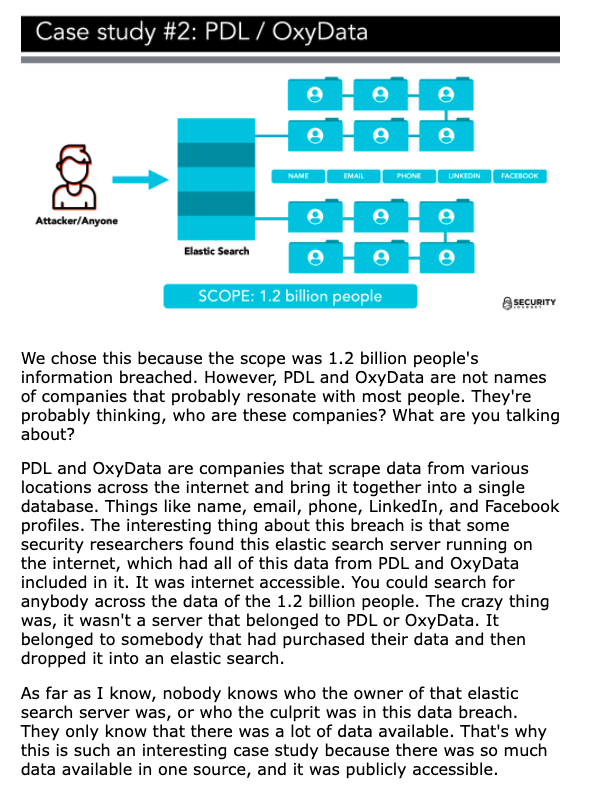 Case study #2: PDL / OxyData
NAME EMAIL PHONE LINKEDIN FACEBOOK
Attacker/Anyone
Elastic Search
SCOPE: 1.2 billion people
SECURITY
JOURNEY
We chose this because the scope was 1.2 billion people's
information breached. However, PDL and OxyData are not names
of companies that probably resonate with most people. They're
probably thinking, who are these companies? What are you talking
about?
PDL and OxyData are companies that scrape data from various
locations across the internet and bring it together into a single
database. Things like name, email, phone, LinkedIn, and Facebook
profiles. The interesting thing about this breach is that some
security researchers found this elastic search server running on
the internet, which had all of this data from PDL and OxyData
included in it. It was internet accessible. You could search for
anybody across the data of the 1.2 billion people. The crazy thing
was, it wasn't a server that belonged to PDL or OxyData. It
belonged to somebody that had purchased their data and then
dropped it into an elastic search.
As far as I know, nobody knows who the owner of that elastic
search server was, or who the culprit was in this data breach.
They only know that there was a lot of data available. That's why
this is such an interesting case study because there was so much
data available in one source, and it was publicly accessible.